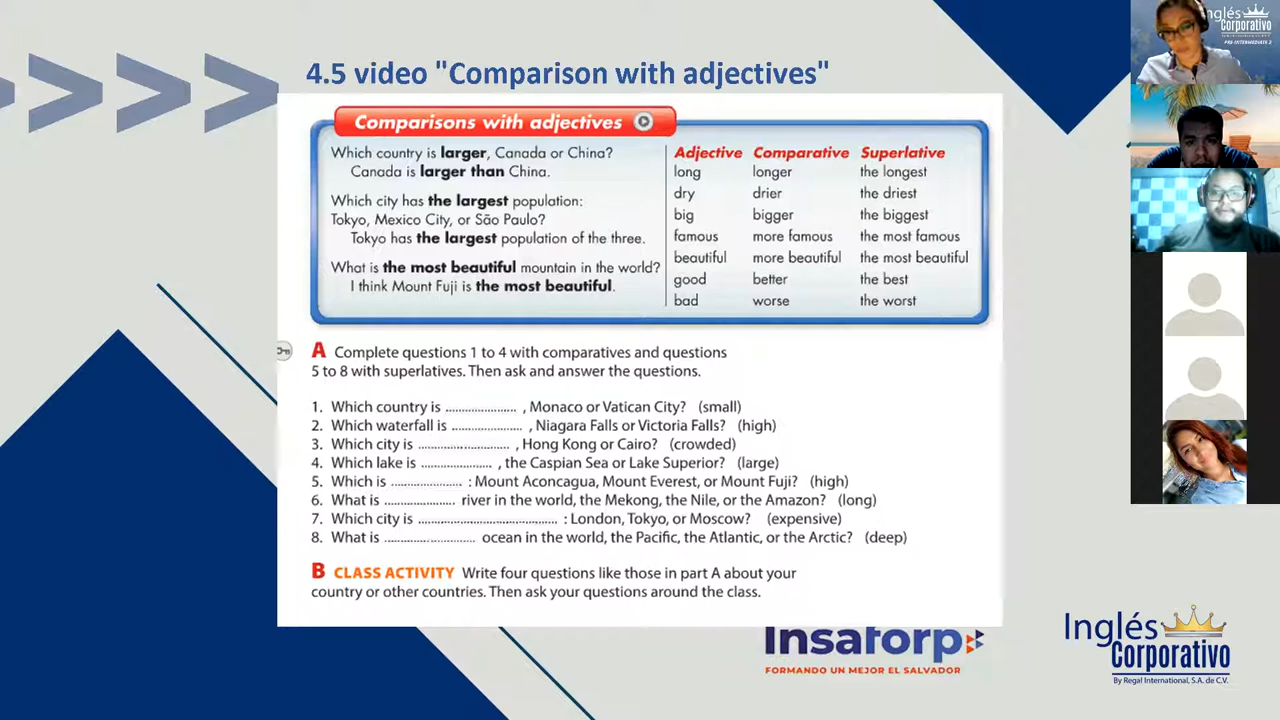 4.5 video "Comparison with adjectives"
Comparisons with adjectives
Which country is larger, Canada or China?
Canada is larger than China.
Which city has the largest population:
Tokyo, Mexico City, or São Paulo?
Tokyo has the largest population of the three.
What is the most beautiful mountain in the world?
I think Mount Fuji is the most beautiful.
Adjective Comparative Superlative
long longer the longest
dry drier the driest
big bigger the biggest
famous more famous the most famous
beautiful more beautiful the most beautiful
good better the best
bad worse the worst
A Complete questions 1 to 4 with comparatives and questions
5 to 8 with superlatives. Then ask and answer the questions.
1. Which country is ...................... , Monaco or Vatican City? (small)
2. Which waterfall is ...................... , Niagara Falls or Victoria Falls? (high)
3. Which city is ............................ , Hong Kong or Cairo? (crowded)
4. Which lake is ...................... , the Caspian Sea or Lake Superior? (large)
5. Which is ...................... : Mount Aconcagua, Mount Everest, or Mount Fuji? (high)
6. What is ...................... river in the world, the Mekong, the Nile, or the Amazon? (long)
7. Which city is .......................................... : London, Tokyo, or Moscow? (expensive)
8. What is ............................ ocean in the world, the Pacific, the Atlantic, or the Arctic? (deep)
B CLASS ACTIVITY Write four questions like those in part A about your
country or other countries. Then ask your questions around the class.
Insaforp
FORMANDO UN MEJOR EL SALVADOR
Inglés
Corporativo
By Regal International, S.A. de C.V.
Inglés
Corporativo
PRE-INTERMEDIATE 2